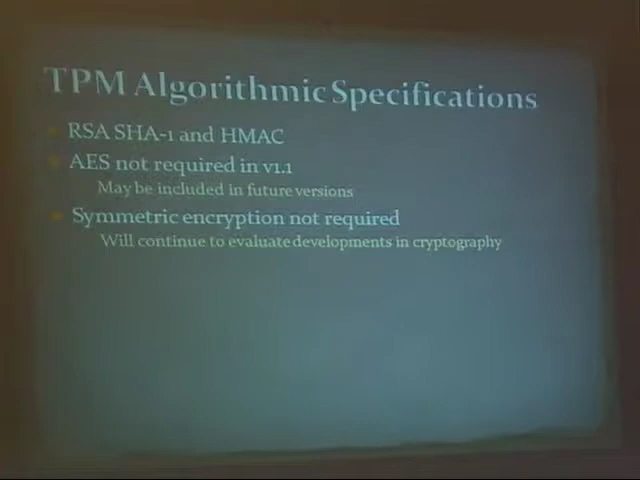 TPM Algorithmic Specifications
RSA SHA-1 and HMAC
AES not required in v1.1
May be included in future versions
Symmetric encryption not required
Will continue to evaluate developments in cryptography